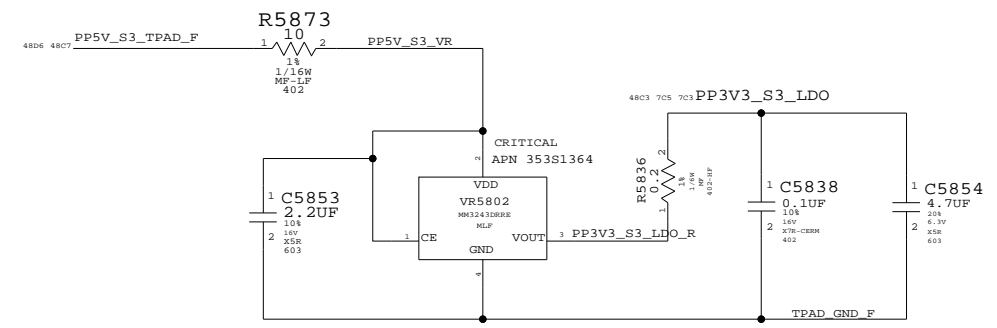 R5873
10
48D6 48C7 PP5V_S3_TPAD_F
1 2
PP5V_S3_VR
1%
1/16W
MF-LF
402
48C3 7C5 7C3 PP3V3_S3_LDO
CRITICAL
2 APN 353S1364
VDD
VR5802
MM3243DRRE
MLF
1 CE
VOUT 3 PP3V3_S3_LDO_R
GND
4
1 C5853
2.2UF
10%
2 16V
X5R
603
2
R5836
0.2
1%
1/6W
MF
402-HF
1
1 C5838
0.1UF
10%
2 16V
X7R-CERM
402
1 C5854
4.7UF
20%
2 6.3V
X5R
603
TPAD_GND_F